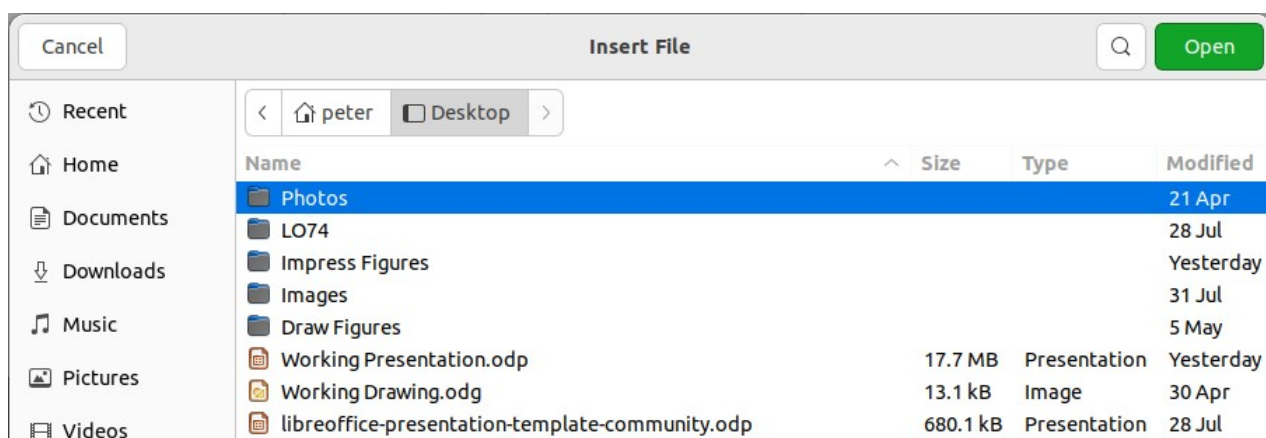 Cancel Insert File Open
Recent
Home
Documents
Downloads
Music
Pictures
Videos
peter Desktop
Name Size Type Modified
Photos 21 Apr
LO74 28 Jul
Impress Figures Yesterday
Images 31 Jul
Draw Figures 5 May
Working Presentation.odp 17.7 MB Presentation Yesterday
Working Drawing.odg 13.1 kB Image 30 Apr
libreoffice-presentation-template-community.odp 680.1 kB Presentation 28 Jul